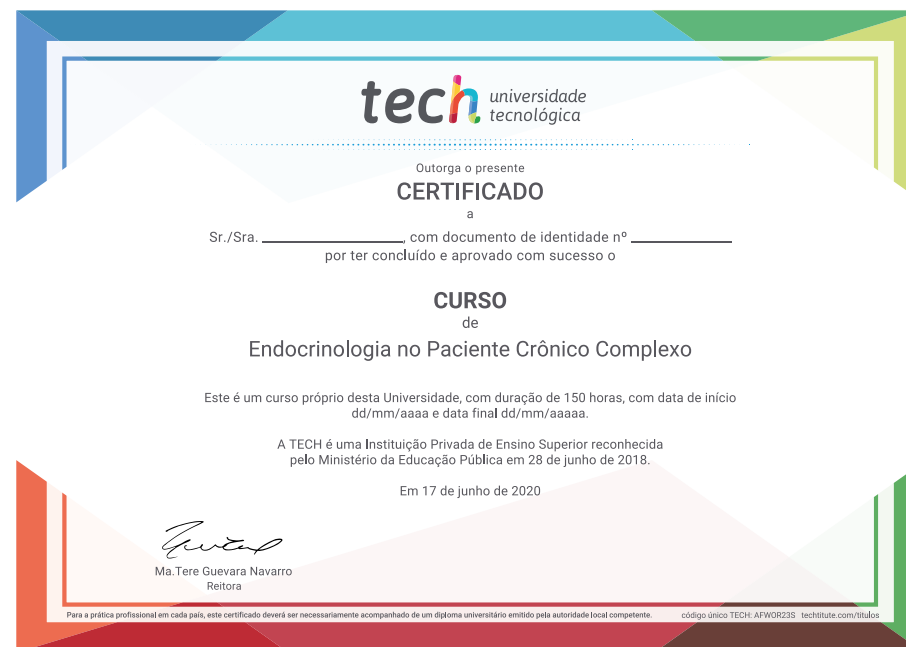 tech universidade
tecnológica
Outorga o presente
CERTIFICADO
a
Sr./Sra. ____________, com documento de identidade nº ____________
por ter concluído e aprovado com sucesso o
CURSO
de
Endocrinologia no Paciente Crônico Complexo
Este é um curso próprio desta Universidade, com duração de 150 horas, com data de início
dd/mm/aaaa e data final dd/mm/aaaaa.
A TECH é uma Instituição Privada de Ensino Superior reconhecida
pelo Ministério da Educação Pública em 28 de junho de 2018.
Em 17 de junho de 2020
Ma.Tere Guevara Navarro
Reitora
Para a prática profissional em cada país, este certificado deverá ser necessariamente acompanhado de um diploma universitário emitido pela autoridade local competente. código único TECH: AFWOR23S techtitute.com/titulos